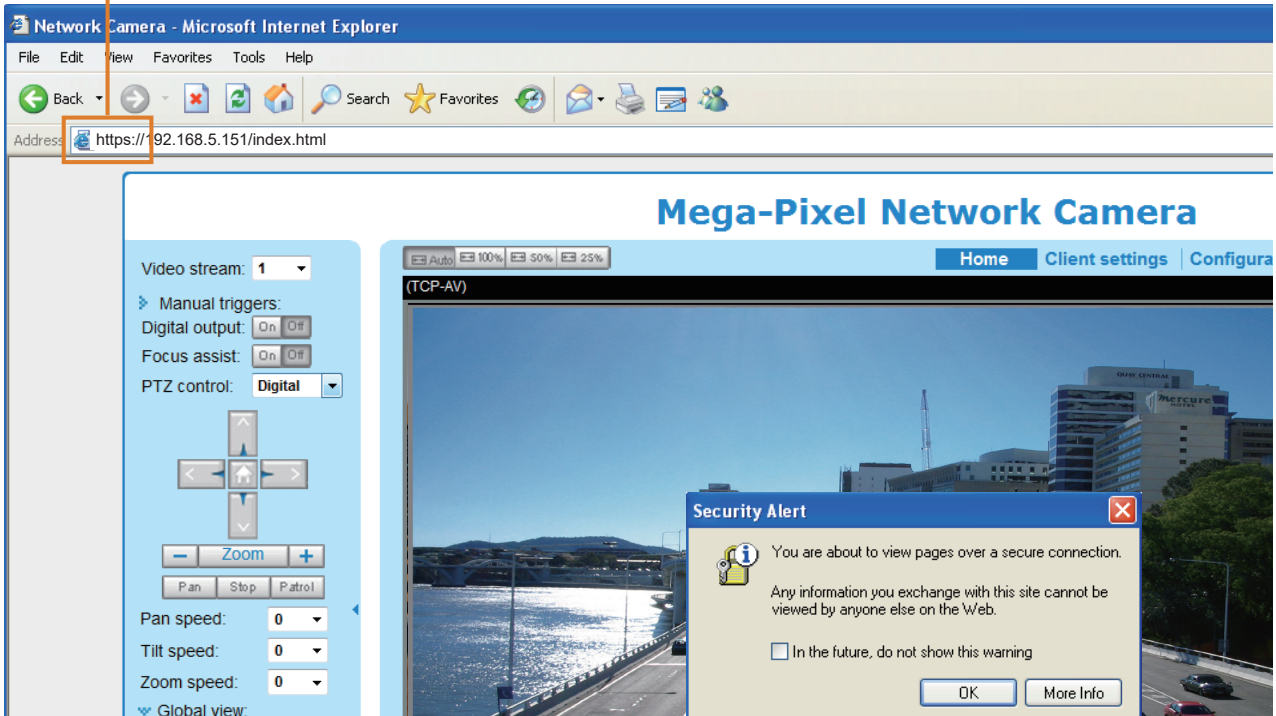 Network Camera - Microsoft Internet Explorer
File Edit View Favorites Tools Help
Back Search Favorites
Address https://192.168.5.151/index.html
Mega-Pixel Network Camera
Auto 100% 50% 25%
Home Client settings Configura
(TCP-AV)
Video stream: 1
Manual triggers:
Digital output: On Off
Focus assist: On Off
PTZ control: Digital
Zoom
Pan Stop Patrol
Pan speed: 0
Tilt speed: 0
Zoom speed: 0
Global view:
QUAY CENTRAL
Mercure
HOTEL
Security Alert
You are about to view pages over a secure connection.
Any information you exchange with this site cannot be
viewed by anyone else on the Web.
In the future, do not show this warning
OK More Info